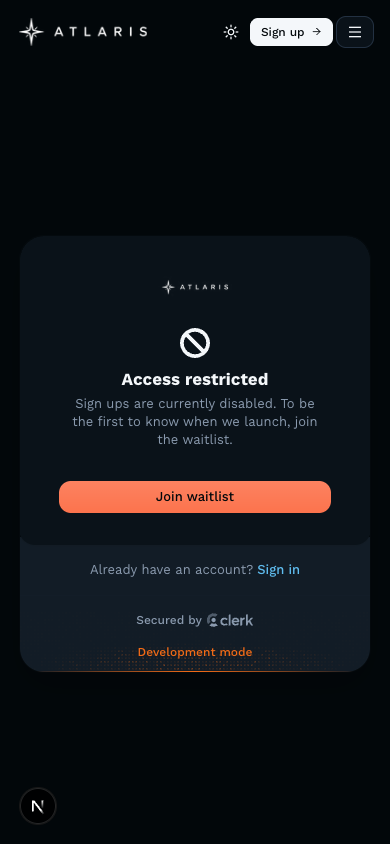 ATLARIS
Sign up →
ATLARIS
Access restricted
Sign ups are currently disabled. To be
the first to know when we launch, join
the waitlist.
Join waitlist
Already have an account? Sign in
Secured by clerk
Development mode
N